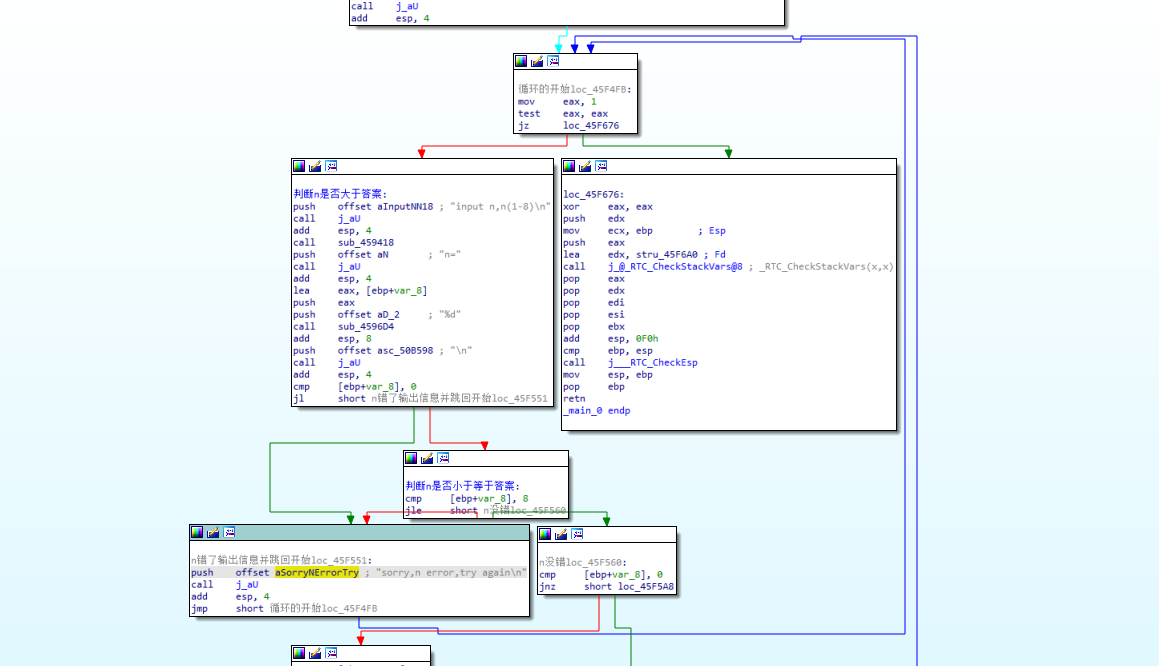 call j_aU
add esp, 4
循环的开始loc_45F4FB:
mov eax, 1
test eax, eax
jz loc_45F676
判断n是否大于答案:
push offset aInputNN18 ; "input n,n(1-8)\n"
call j_aU
add esp, 4
call sub_459418
push offset aN ; "n="
call j_aU
add esp, 4
lea eax, [ebp+var_8]
push eax
push offset aD_2 ; "%d"
call sub_4596D4
add esp, 8
push offset asc_50B598 ; "\n"
call j_aU
add esp, 4
cmp [ebp+var_8], 0
jl short n错了输出信息并跳回开始loc_45F551
loc_45F676:
xor eax, eax
push edx
mov ecx, ebp ; Esp
push eax
lea edx, stru_45F6A0 ; Fd
call j_@_RTC_CheckStackVars@8 ; _RTC_CheckStackVars(x,x)
pop eax
pop edx
pop edi
pop esi
pop ebx
add esp, 0F0h
cmp ebp, esp
call j___RTC_CheckEsp
mov esp, ebp
pop ebp
retn
_main_0 endp
判断n是否小于等于答案:
cmp [ebp+var_8], 8
jle short n没错loc_45F560
n错了输出信息并跳回开始loc_45F551:
push offset aSorryNErrorTry ; "sorry,n error,try again\n"
call j_aU
add esp, 4
jmp short 循环的开始loc_45F4FB
n没错loc_45F560:
cmp [ebp+var_8], 0
jnz short loc_45F5A8